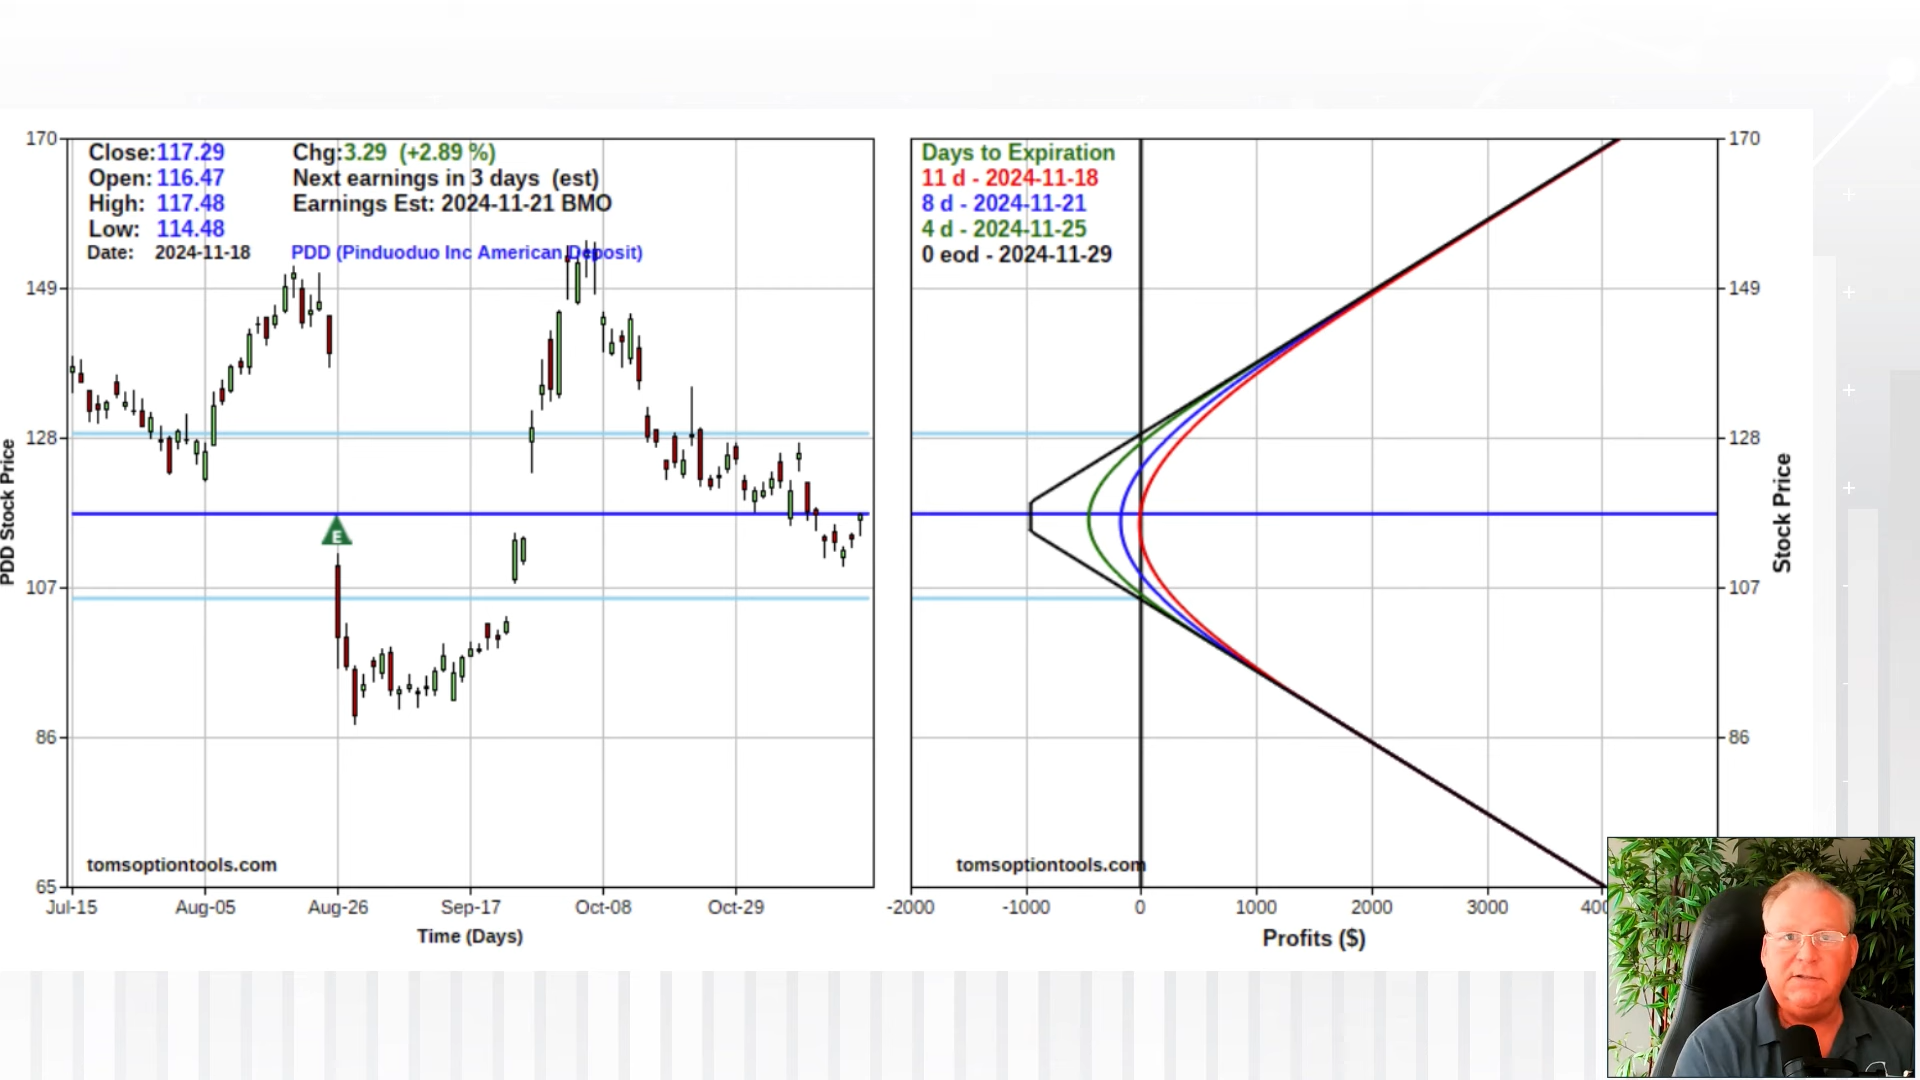 170
149
128
107
86
65
PDD Stock Price
Close: 117.29
Open: 116.47
High: 117.48
Low: 114.48
Date: 2024-11-18
Chg: 3.29 (+2.89 %)
Next earnings in 3 days (est)
Earnings Est: 2024-11-21 BMO
PDD (Pinduoduo Inc American Deposit)
E
tomsoptiontools.com
Jul-15 Aug-05 Aug-26 Sep-17 Oct-08 Oct-29
Time (Days)
Days to Expiration
11 d - 2024-11-18
8 d - 2024-11-21
4 d - 2024-11-25
0 eod - 2024-11-29
tomsoptiontools.com
-2000 -1000 0 1000 2000 3000
Profits ($)
170
149
128
107
86
Stock Price